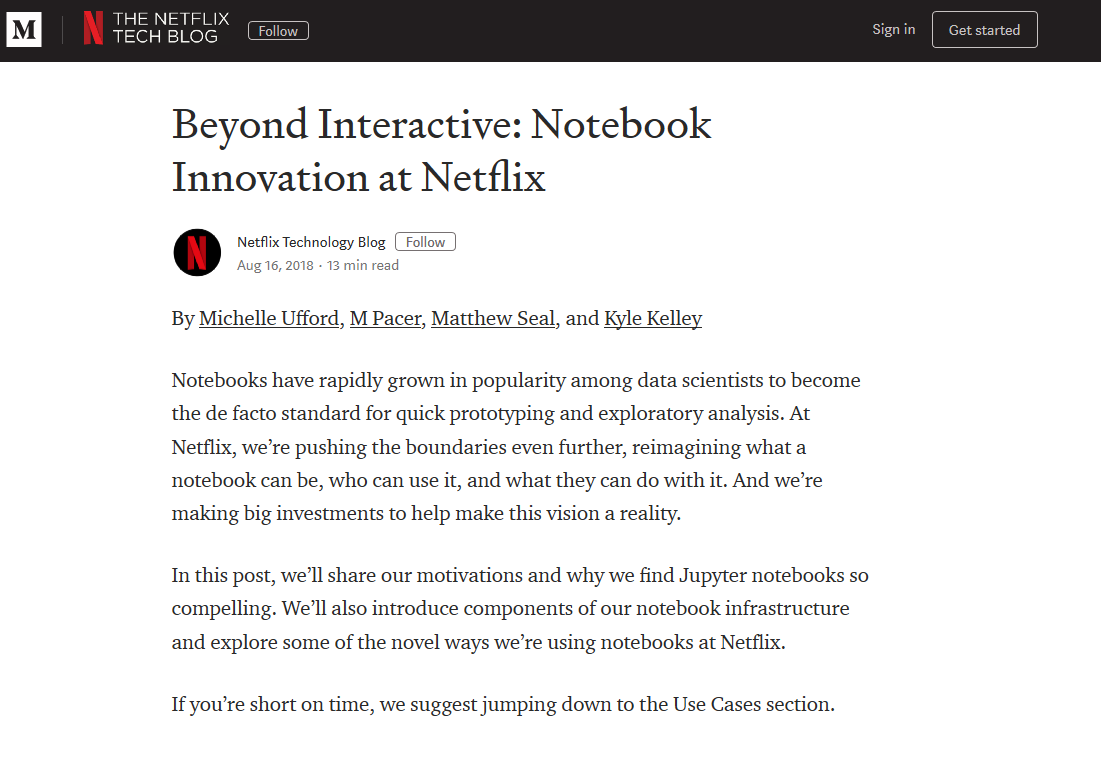 M
THE NETFLIX
TECH BLOG
Follow
Sign in
Get started
Beyond Interactive: Notebook
Innovation at Netflix
Netflix Technology Blog Follow
Aug 16, 2018 · 13 min read
By Michelle Ufford, M Pacer, Matthew Seal, and Kyle Kelley
Notebooks have rapidly grown in popularity among data scientists to become
the de facto standard for quick prototyping and exploratory analysis. At
Netflix, we’re pushing the boundaries even further, reimagining what a
notebook can be, who can use it, and what they can do with it. And we’re
making big investments to help make this vision a reality.
In this post, we’ll share our motivations and why we find Jupyter notebooks so
compelling. We’ll also introduce components of our notebook infrastructure
and explore some of the novel ways we’re using notebooks at Netflix.
If you’re short on time, we suggest jumping down to the Use Cases section.